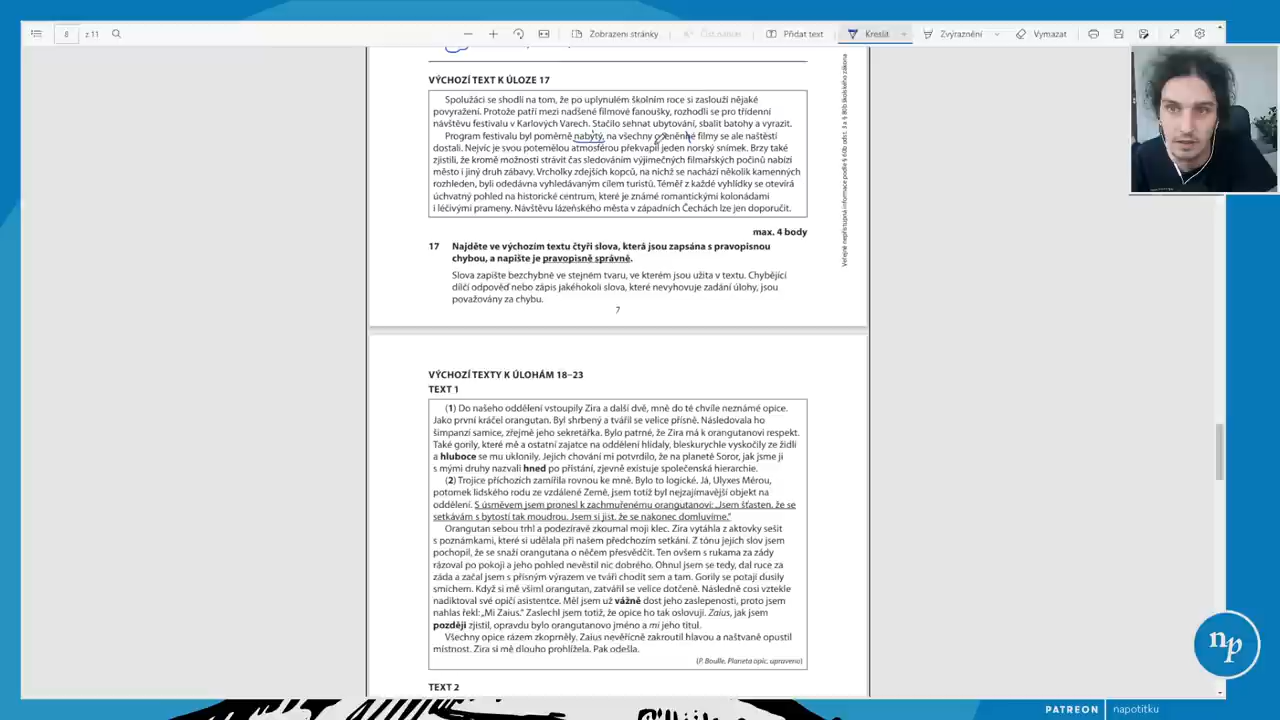 8 z 11 Zobrazení stránky Číst nahlas Přidat text Kreslit Zvýraznění Vymazat
VÝCHOZÍ TEXT K ÚLOZE 17
Spolužáci se shodli na tom, že po uplynulém školním roce si zaslouží nějaké
povyražení. Protože patří mezi nadšené filmové fanoušky, rozhodli se pro třídenní
návštěvu festivalu v Karlových Varech. Stačilo sehnat ubytování, sbalit batohy a vyrazit.
Program festivalu byl poměrně nabytý, na všechny oceněnné filmy se ale naštěstí
dostali. Nejvíc je svou potemělou atmosférou překvapil jeden norský snímek. Brzy také
zjistili, že kromě možnosti strávit čas sledováním výjimečných filmařských počinů nabízí
město i jiný druh zábavy. Vrcholky zdejších kopců, na nichž se nachází několik kamenných
rozhleden, byli odedávna vyhledávaným cílem turistů. Téměř z každé vyhlídky se otevírá
úchvatný pohled na historické centrum, které je známé romantickými kolonádami
i léčivými prameny. Návštěvu lázeňského města v západních Čechách lze jen doporučit.
max. 4 body
17 Najděte ve výchozím textu čtyři slova, která jsou zapsána s pravopisnou
chybou, a napište je pravopisně správně.
Slova zapište bezchybně ve stejném tvaru, ve kterém jsou užita v textu. Chybějící
dílčí odpověď nebo zápis jakéhokoli slova, které nevyhovuje zadání úlohy, jsou
považovány za chybu.
7
Veřejně nepřístupná informace podle § 60b odst. 3 a § 80b školského zákona
VÝCHOZÍ TEXTY K ÚLOHÁM 18–23
TEXT 1
(1) Do našeho oddělení vstoupily Zira a další dvě, mně do té chvíle neznámé opice.
Jako první kráčel orangutan. Byl shrbený a tvářil se velice přísně. Následovala ho
šimpanzí samice, zřejmě jeho sekretářka. Bylo patrné, že Zira má k orangutanovi respekt.
Také gorily, které mě a ostatní zajatce na oddělení hlídaly, bleskurychle vyskočily ze židlí
a hluboce se mu uklonily. Jejich chování mi potvrdilo, že na planetě Soror, jak jsme ji
s mými druhy nazvali hned po přistání, zjevně existuje společenská hierarchie.
(2) Trojice příchozích zamířila rovnou ke mně. Bylo to logické. Já, Ulyxes Mérou,
potomek lidského rodu ze vzdálené Země, jsem totiž byl nejzajímavější objekt na
oddělení. S úsměvem jsem pronesl k zachmuřenému orangutanovi: „Jsem šťasten, že se
setkávám s bytostí tak moudrou. Jsem si jist, že se nakonec domluvíme.“
Orangutan sebou trhl a podezíravě zkoumal moji klec. Zira vytáhla z aktovky sešit
s poznámkami, které si udělala při našem předchozím setkání. Z tónu jejich slov jsem
pochopil, že se snaží orangutana o něčem přesvědčit. Ten ovšem s rukama za zády
rázoval po pokoji a jeho pohled nevěstil nic dobrého. Ohnul jsem se tedy, dal ruce za
záda a začal jsem s přísným výrazem ve tváři chodit sem a tam. Gorily se potají dusily
smíchem. Když si mě všiml orangutan, zatvářil se velice dotčeně. Následně cosi vztekle
nadiktoval své opičí asistence. Měl jsem už vážně dost jeho zaslepenosti, proto jsem
nahlas řekl: „Mi Zaius.“ Zaslechl jsem totiž, že opice ho tak oslovují. Zaius, jak jsem
později zjistil, opravdu bylo orangutanovo jméno a mi jeho titul.
Všechny opice rázem zkoprněly. Zaius nevěřícně zakroutil hlavou a naštvaně opustil
místnost. Zira si mě dlouho prohlížela. Pak odešla.
(P. Boulle, Planeta opic, upraveno)
TEXT 2
np
PATREON napotitku